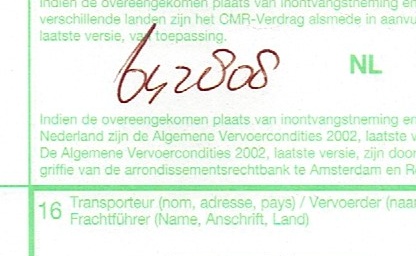 Indien de overeengekomen plaats van inontvangstneming en
verschillende landen zijn het CMR-Verdrag alsmede in aanvu
laatste versie, van toepassing.
642808
NL
Indien de overeengekomen plaats van inontvangstneming en
Nederland zijn de Algemene Vervoercondities 2002, laatste v
De Algemene Vervoercondities 2002, laatste versie, zijn door
griffie van de arrondissementsrechtbank te Amsterdam en R
16 Transporteur (nom, adresse, pays) / Vervoerder (naa
Frachtführer (Name, Anschrift, Land)